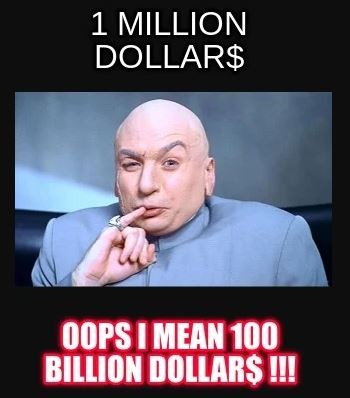 1 MILLION
DOLLAR$
OOPS I MEAN 100
BILLION DOLLAR$ !!!